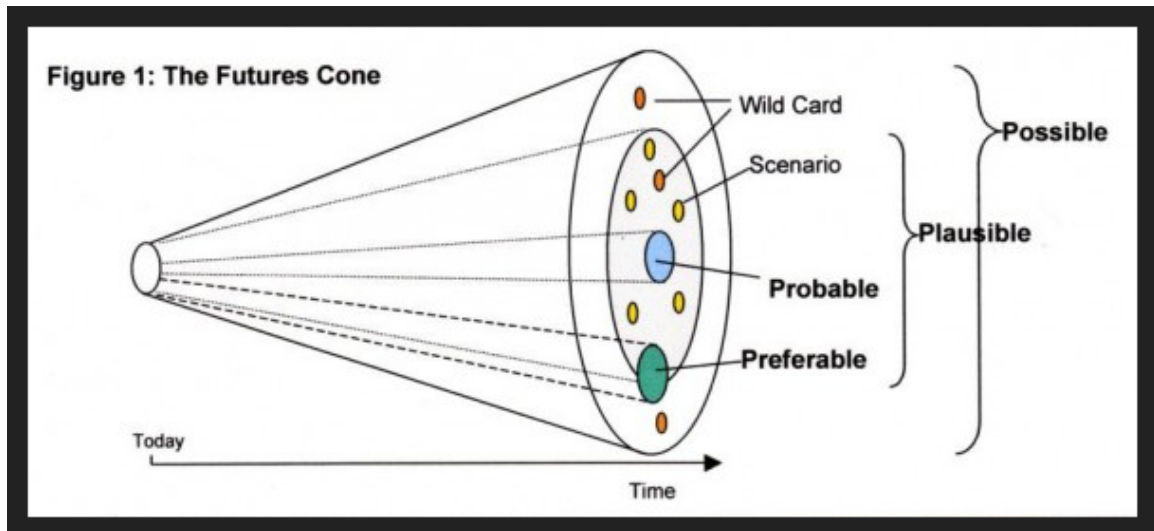 Figure 1: The Futures Cone
Wild Card
Possible
Scenario
Plausible
Probable
Preferable
Today
Time